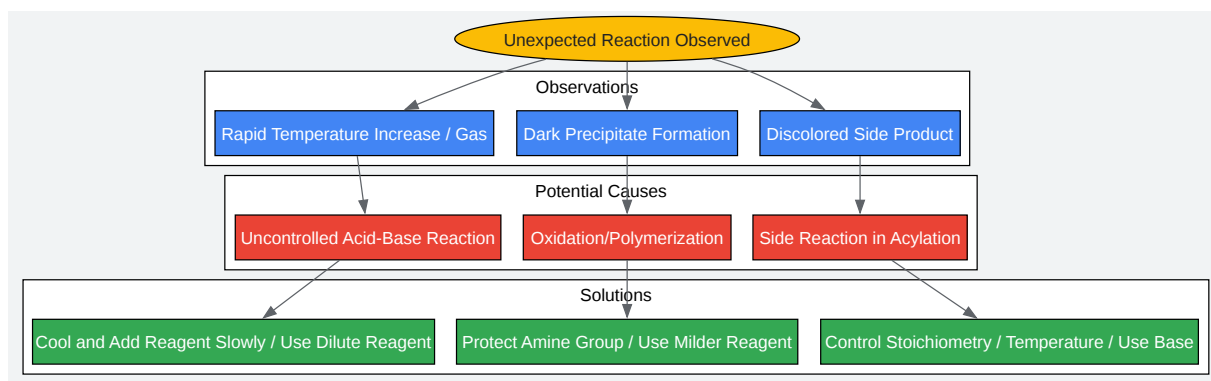 Unexpected Reaction Observed
Observations
Rapid Temperature Increase / Gas
Dark Precipitate Formation
Discolored Side Product
Potential Causes
Uncontrolled Acid-Base Reaction
Oxidation/Polymerization
Side Reaction in Acylation
Solutions
Cool and Add Reagent Slowly / Use Dilute Reagent
Protect Amine Group / Use Milder Reagent
Control Stoichiometry / Temperature / Use Base